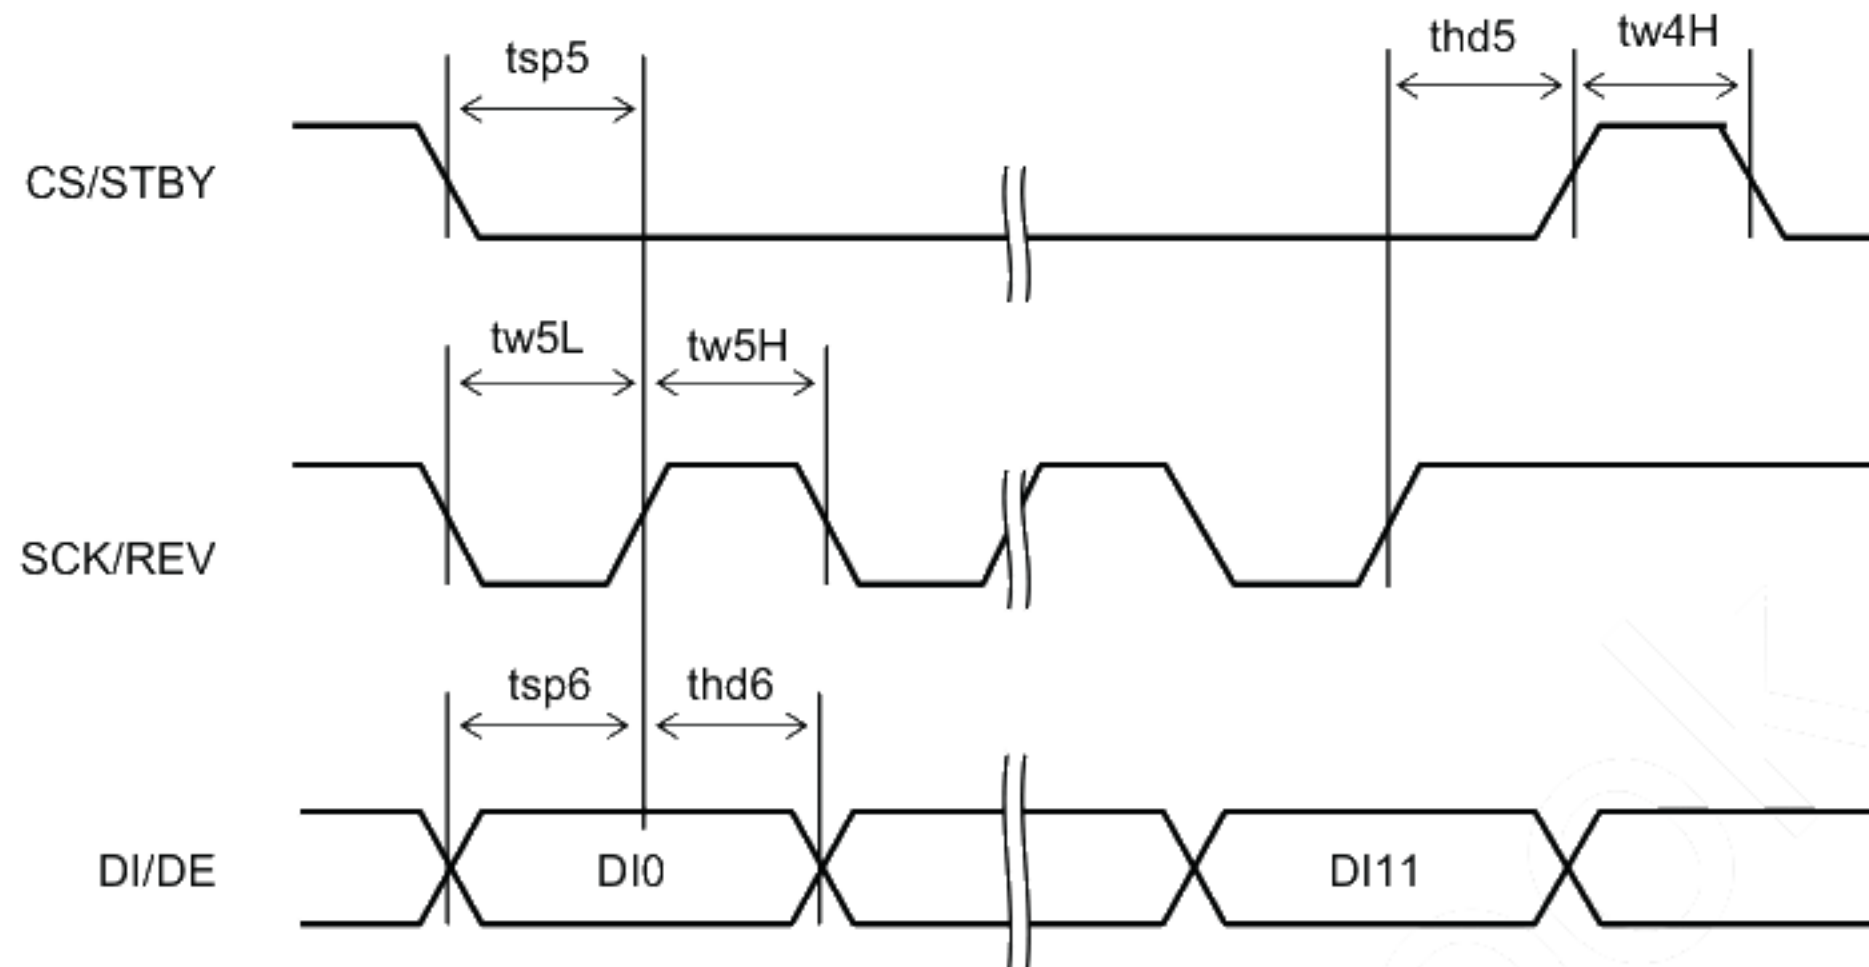 thd5 tw4H
tsp5
CS/STBY
tw5L tw5H
SCK/REV
tsp6 thd6
DI/DE DI0 DI11